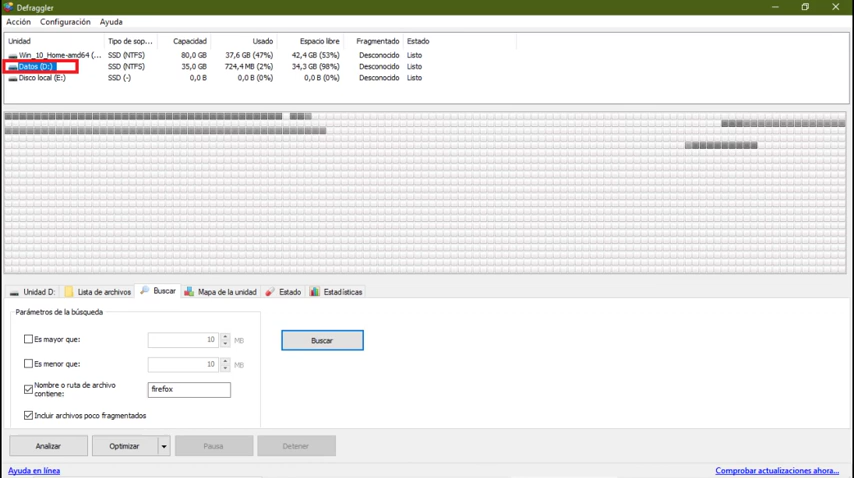 Defraggler
Acción Configuración Ayuda
Unidad Tipo de sop... Capacidad Usado Espacio libre Fragmentado Estado
Win_10_Home-amd64 (... SSD (NTFS) 80,0 GB 37,6 GB (47%) 42,4 GB (53%) Desconocido Listo
Datos (D:) SSD (NTFS) 35,0 GB 724,4 MB (2%) 34,3 GB (98%) Desconocido Listo
Disco local (E:) SSD (-) 0,0 B 0,0 B (0%) 0,0 B (0%) Desconocido Listo
Unidad D: Lista de archivos Buscar Mapa de la unidad Estado Estadísticas
Parámetros de la búsqueda
Es mayor que: 10 MB Buscar
Es menor que: 10 MB
Nombre o ruta de archivo
contiene: firefox
Incluir archivos poco fragmentados
Analizar Optimizar Pausa Detener
Ayuda en línea Comprobar actualizaciones ahora...